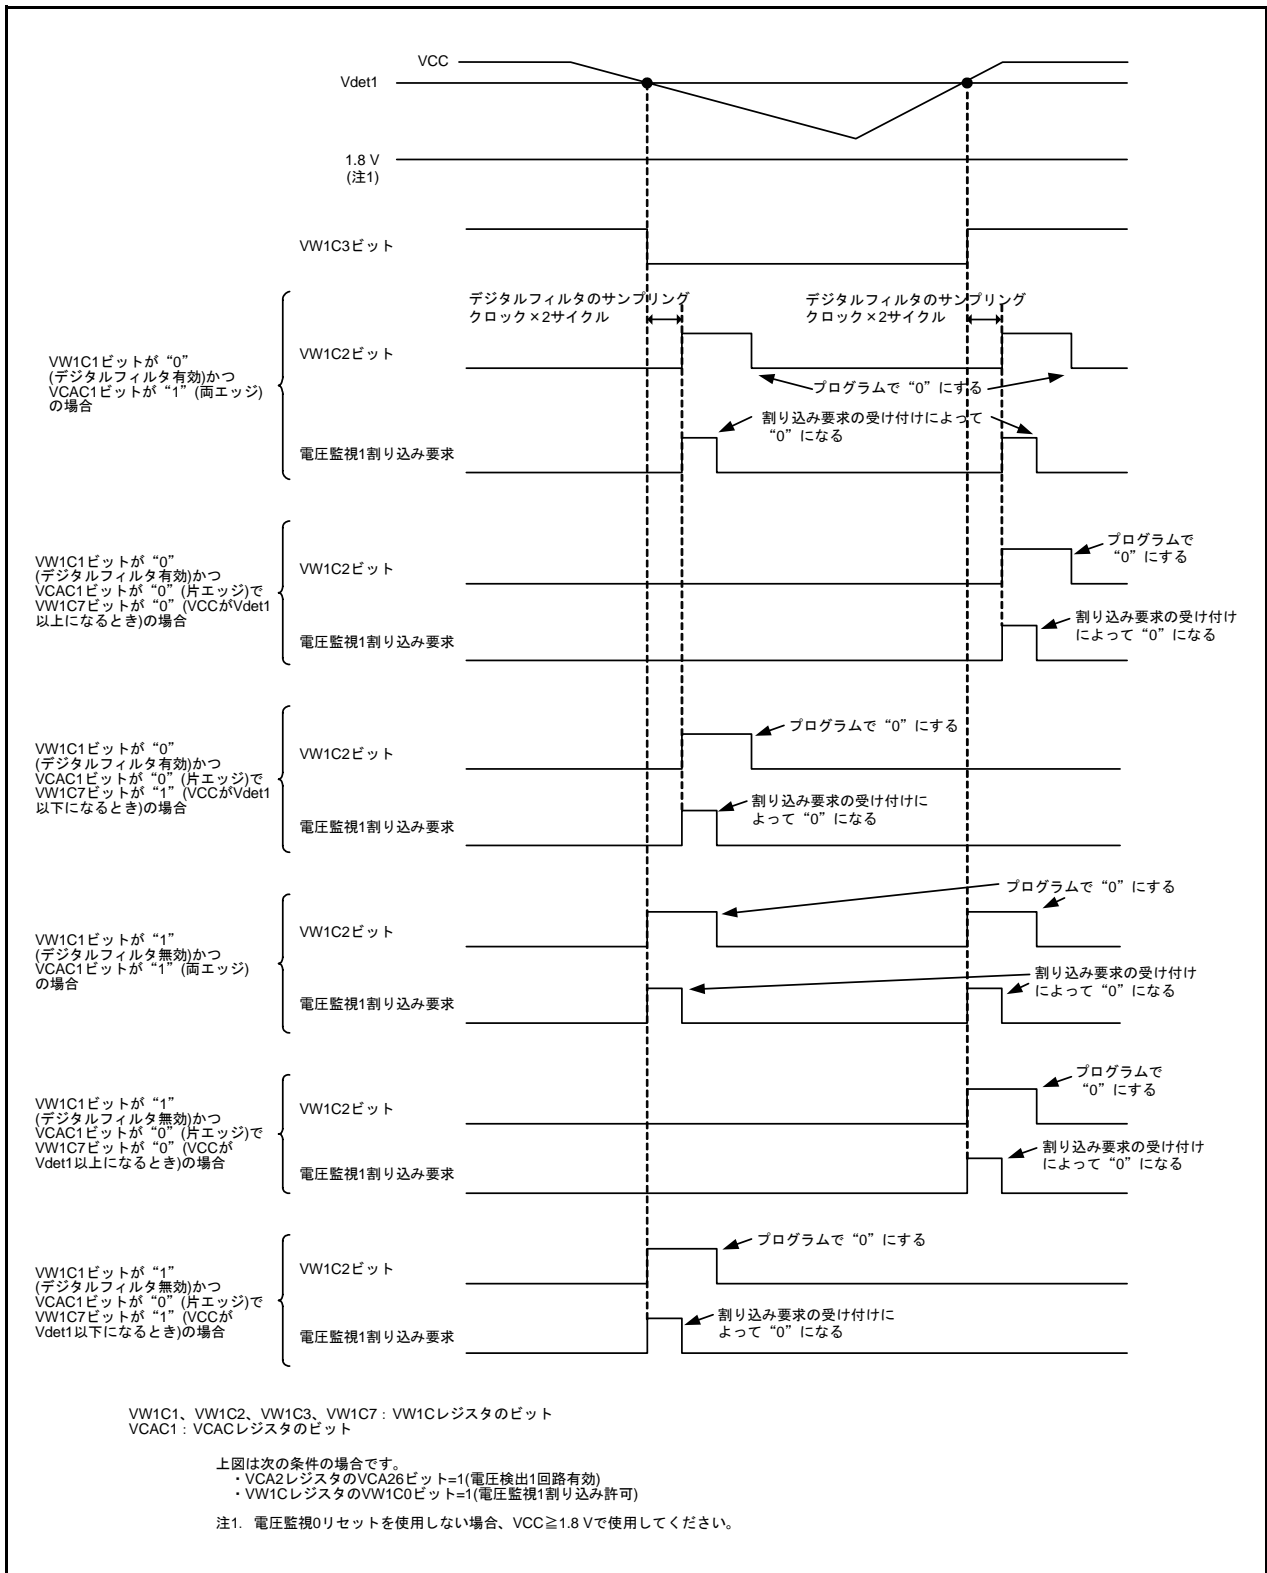 VCC
Vdet1
1.8 V
(注1)
VW1C3ビット
デジタルフィルタのサンプリング
クロック×2サイクル
デジタルフィルタのサンプリング
クロック×2サイクル
VW1C1ビットが“0”
(デジタルフィルタ有効)かつ
VCAC1ビットが“1”(両エッジ)
の場合
VW1C2ビット
プログラムで“0”にする
割り込み要求の受け付けによって
“0”になる
電圧監視1割り込み要求
VW1C1ビットが“0”
(デジタルフィルタ有効)かつ
VCAC1ビットが“0”(片エッジ)で
VW1C7ビットが“0”(VCCがVdet1
以上になるとき)の場合
VW1C2ビット
プログラムで
“0”にする
電圧監視1割り込み要求
割り込み要求の受け付け
によって“0”になる
VW1C1ビットが“0”
(デジタルフィルタ有効)かつ
VCAC1ビットが“0”(片エッジ)で
VW1C7ビットが“1”(VCCがVdet1
以下になるとき)の場合
VW1C2ビット
プログラムで“0”にする
電圧監視1割り込み要求
割り込み要求の受け付けに
よって“0”になる
VW1C1ビットが“1”
(デジタルフィルタ無効)かつ
VCAC1ビットが“1”(両エッジ)
の場合
VW1C2ビット
プログラムで“0”にする
電圧監視1割り込み要求
割り込み要求の受け付け
によって“0”になる
VW1C1ビットが“1”
(デジタルフィルタ無効)かつ
VCAC1ビットが“0”(片エッジ)で
VW1C7ビットが“0”(VCCが
Vdet1以上になるとき)の場合
VW1C2ビット
プログラムで
“0”にする
電圧監視1割り込み要求
割り込み要求の受け付け
によって“0”になる
VW1C1ビットが“1”
(デジタルフィルタ無効)かつ
VCAC1ビットが“0”(片エッジ)で
VW1C7ビットが“1”(VCCが
Vdet1以下になるとき)の場合
VW1C2ビット
プログラムで“0”にする
電圧監視1割り込み要求
割り込み要求の受け付けに
よって“0”になる
VW1C1、VW1C2、VW1C3、VW1C7：VW1Cレジスタのビット
VCAC1：VCACレジスタのビット
上図は次の条件の場合です。
・VCA2レジスタのVCA26ビット=1(電圧検出1回路有効)
・VW1CレジスタのVW1C0ビット=1(電圧監視1割り込み許可)
注1. 電圧監視0リセットを使用しない場合、VCC≧1.8 Vで使用してください。